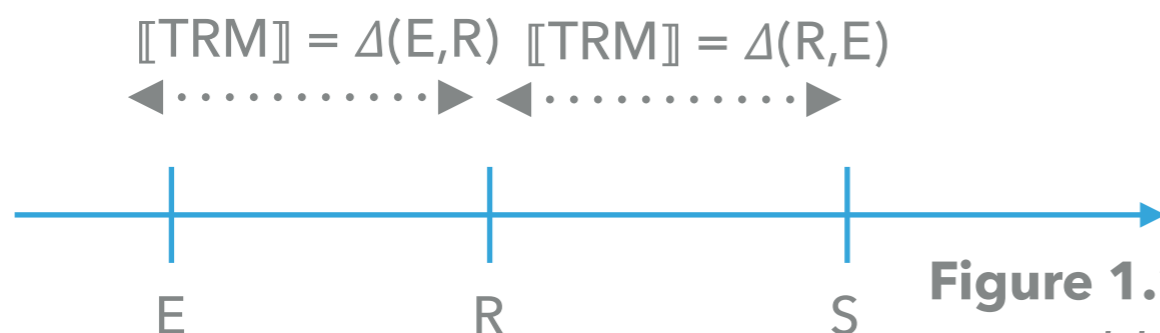 ⟦TRM⟧ = Δ(E,R) ⟦TRM⟧ = Δ(R,E)
E R S
Figure 1.